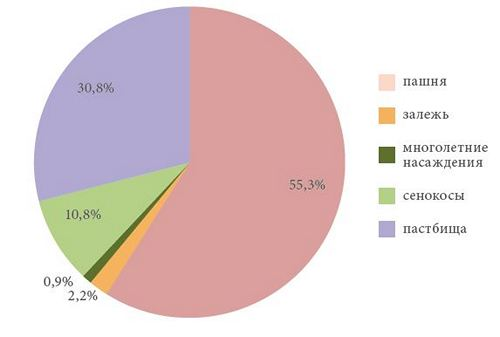 30,8%
55,3%
10,8%
0,9%
2,2%
пашня
залежь
многолетние
насаждения
сенокосы
пастбища